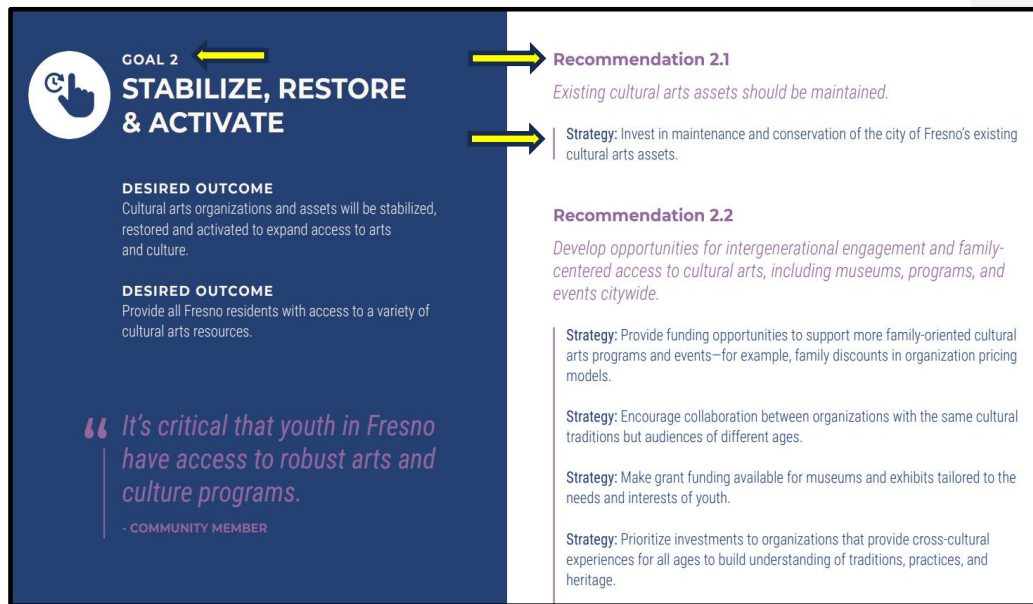 GOAL 2
STABILIZE, RESTORE
& ACTIVATE
DESIRED OUTCOME
Cultural arts organizations and assets will be stabilized,
restored and activated to expand access to arts
and culture.
DESIRED OUTCOME
Provide all Fresno residents with access to a variety of
cultural arts resources.
“ It’s critical that youth in Fresno
have access to robust arts and
culture programs.
- COMMUNITY MEMBER
Recommendation 2.1
Existing cultural arts assets should be maintained.
Strategy: Invest in maintenance and conservation of the city of Fresno’s existing
cultural arts assets.
Recommendation 2.2
Develop opportunities for intergenerational engagement and family-
centered access to cultural arts, including museums, programs, and
events citywide.
Strategy: Provide funding opportunities to support more family-oriented cultural
arts programs and events—for example, family discounts in organization pricing
models.
Strategy: Encourage collaboration between organizations with the same cultural
traditions but audiences of different ages.
Strategy: Make grant funding available for museums and exhibits tailored to the
needs and interests of youth.
Strategy: Prioritize investments to organizations that provide cross-cultural
experiences for all ages to build understanding of traditions, practices, and
heritage.